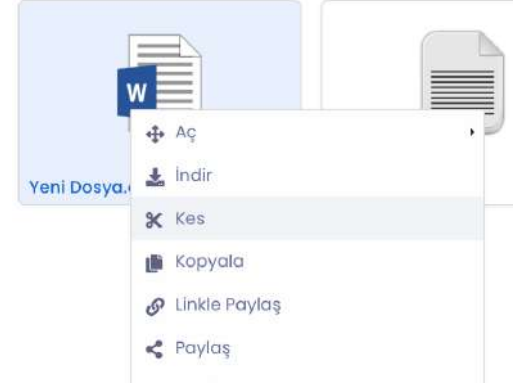 W
Aç
İndir
Yeni Dosya.
Kes
Kopyala
Linkle Paylaş
Paylaş